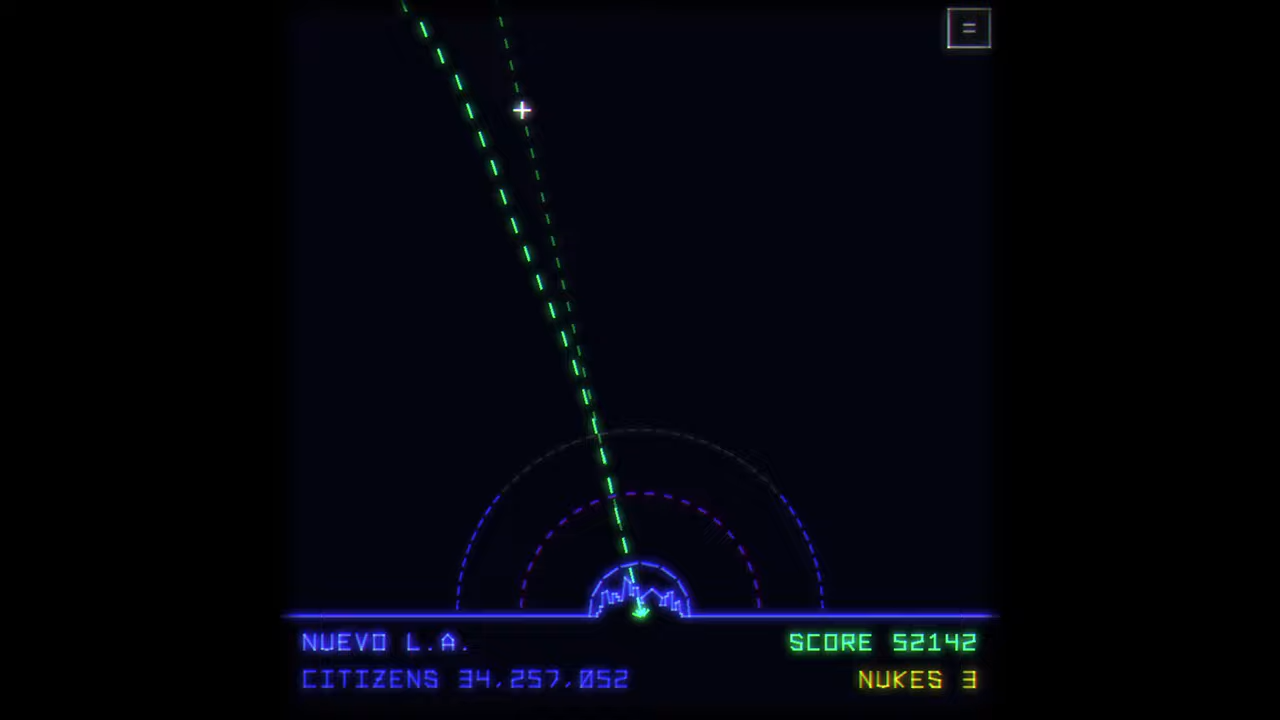 NUEVO L.A.
SCORE 52142
CITIZENS 34,257,052
NUKES 3